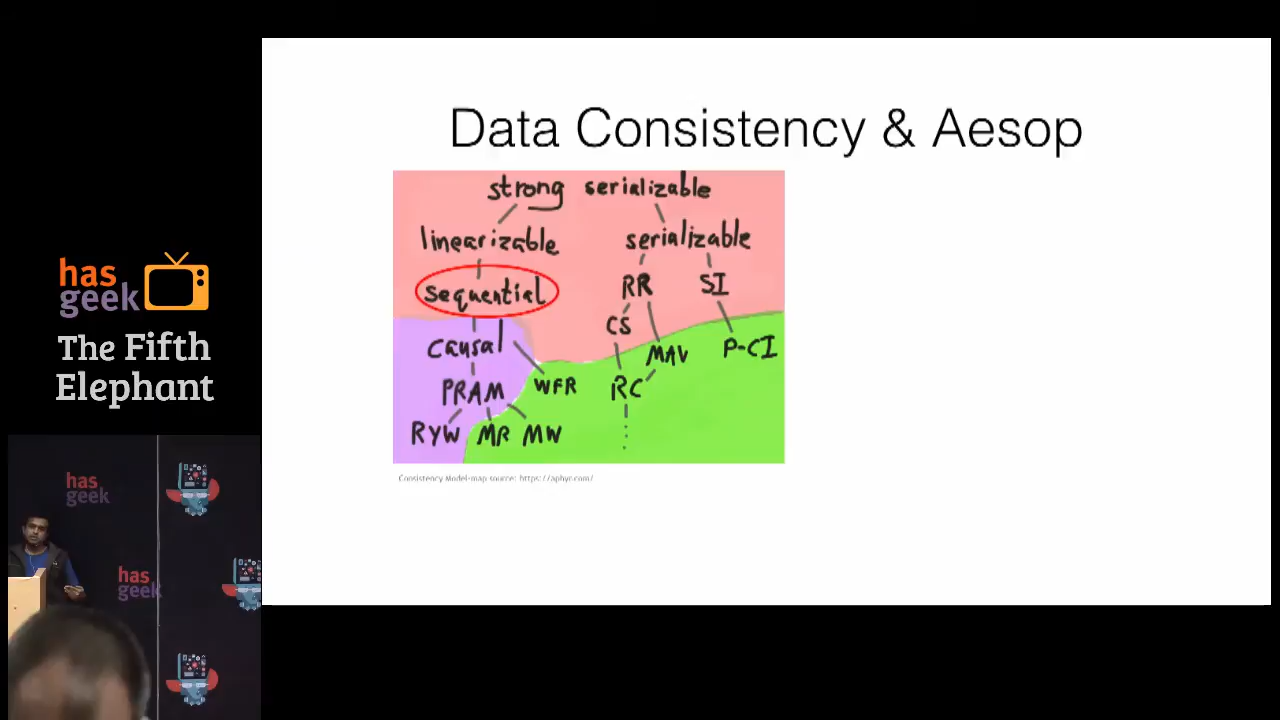 Data Consistency & Aesop
strong serializable
linearizable serializable
sequential RR SI
CS
causal MAV P-CI
PRAM WFR RC
RYW MR MW
Consistency Model-map source: https://aphyr.com/
has
geek
The Fifth
Elephant
has
geek
has
geek